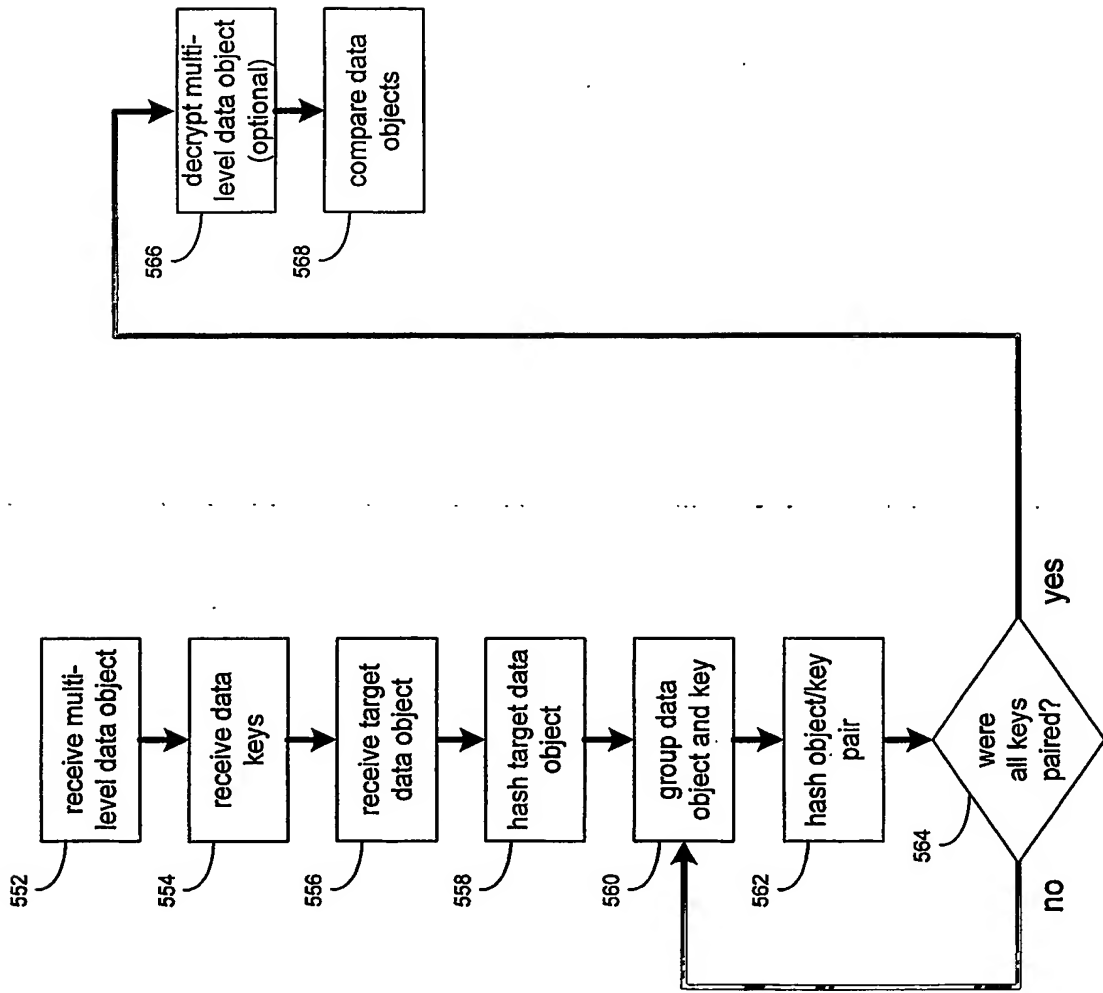 552
receive multi-
level data object
554
receive data
keys
556
receive target
data object
558
hash target data
object
560
group data
object and key
562
hash object/key
pair
564
were
all keys
paired?
no
yes
566
decrypt multi-
level data object
(optional)
568
compare data
objects